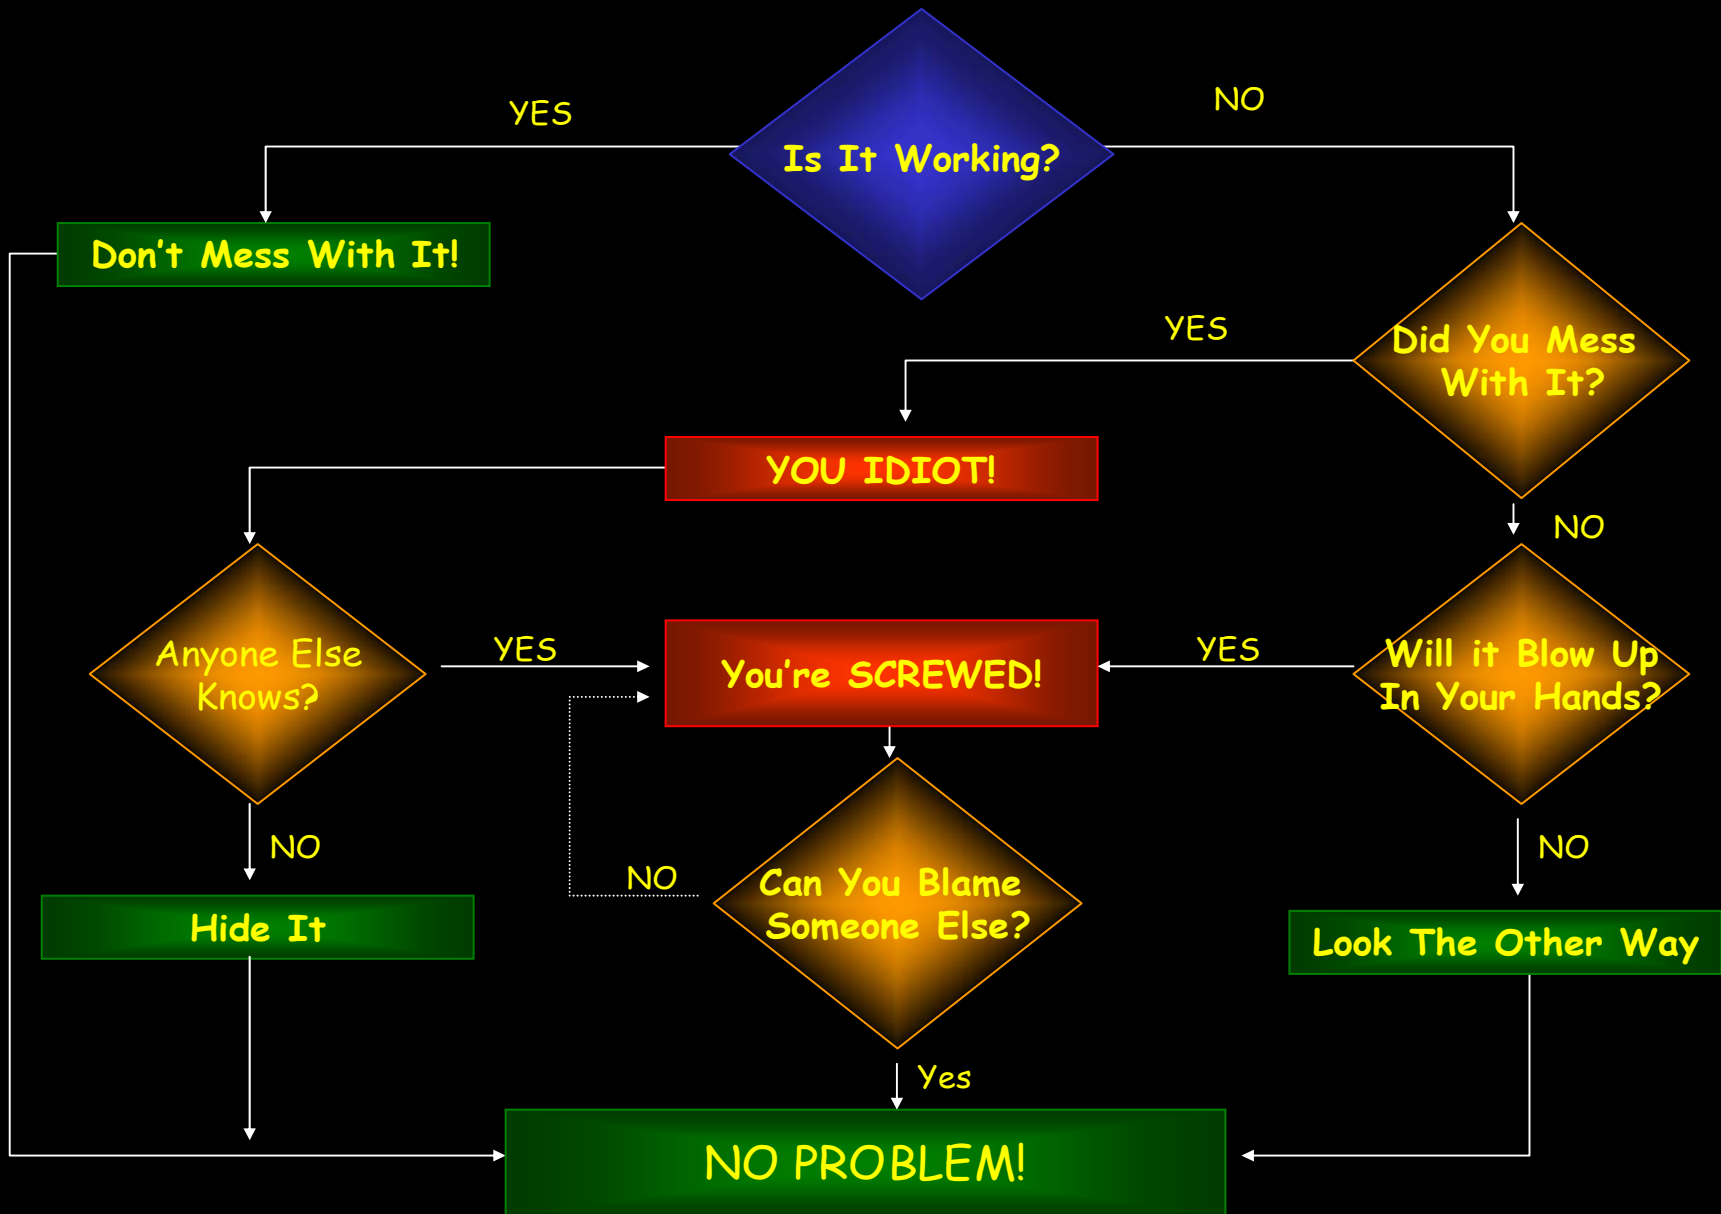 YES
NO
Is It Working?
Don't Mess With It!
YES
Did You Mess
With It?
YOU IDIOT!
NO
Anyone Else
Knows?
YES
You're SCREWED!
YES
Will it Blow Up
In Your Hands?
NO
NO
NO
Can You Blame
Someone Else?
Hide It
Look The Other Way
Yes
NO PROBLEM!